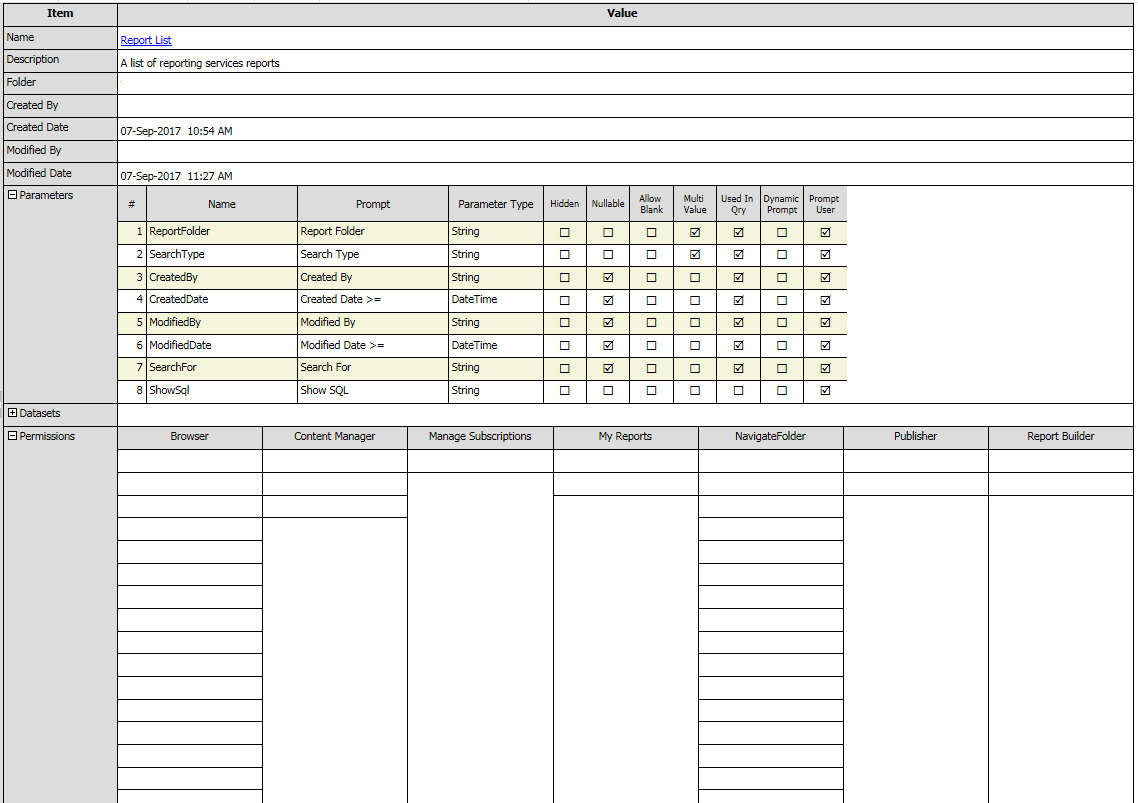 Item Value
Name Report List
Description A list of reporting services reports
Folder
Created By
Created Date 07-Sep-2017 10:54 AM
Modified By
Modified Date 07-Sep-2017 11:27 AM
Parameters
# Name Prompt Parameter Type Hidden Nullable Allow Blank Multi Value Used In Qry Dynamic Prompt Prompt User
1 ReportFolder Report Folder String ☐ ☐ ☐ ☑ ☑ ☐ ☑
2 SearchType Search Type String ☐ ☐ ☐ ☑ ☑ ☐ ☑
3 CreatedBy Created By String ☐ ☑ ☐ ☐ ☑ ☐ ☑
4 CreatedDate Created Date >= DateTime ☐ ☑ ☐ ☐ ☑ ☐ ☑
5 ModifiedBy Modified By String ☐ ☑ ☐ ☐ ☑ ☐ ☑
6 ModifiedDate Modified Date >= DateTime ☐ ☑ ☐ ☐ ☑ ☐ ☑
7 SearchFor Search For String ☐ ☑ ☐ ☐ ☑ ☐ ☑
8 ShowSql Show SQL String ☐ ☐ ☐ ☐ ☐ ☐ ☑
Datasets
Permissions Browser Content Manager Manage Subscriptions My Reports NavigateFolder Publisher Report Builder